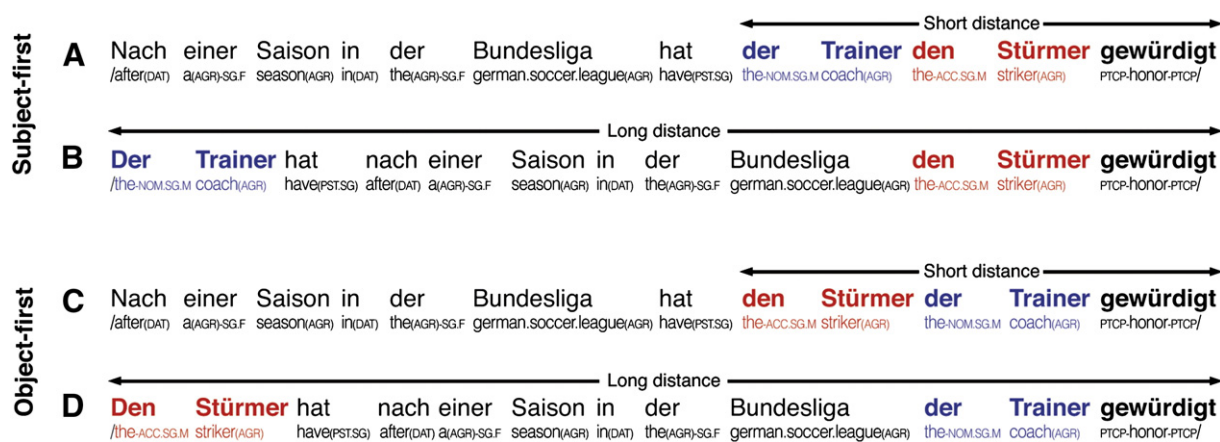 Subject-first
Short distance
A Nach einer Saison in der Bundesliga hat der Trainer den Stürmer gewürdigt
/after(DAT) a(AGR)-SG.F season(AGR) in(DAT) the(AGR)-SG.F german.soccer.league(AGR) have(PST.SG) the-NOM.SG.M coach(AGR) the-ACC.SG.M striker(AGR) PTCP-honor-PTCP/
Long distance
B Der Trainer hat nach einer Saison in der Bundesliga den Stürmer gewürdigt
/the-NOM.SG.M coach(AGR) have(PST.SG) after(DAT) a(AGR)-SG.F season(AGR) in(DAT) the(AGR)-SG.F german.soccer.league(AGR) the-ACC.SG.M striker(AGR) PTCP-honor-PTCP/
Object-first
Short distance
C Nach einer Saison in der Bundesliga hat den Stürmer der Trainer gewürdigt
/after(DAT) a(AGR)-SG.F season(AGR) in(DAT) the(AGR)-SG.F german.soccer.league(AGR) have(PST.SG) the-ACC.SG.M striker(AGR) the-NOM.SG.M coach(AGR) PTCP-honor-PTCP/
Long distance
D Den Stürmer hat nach einer Saison in der Bundesliga der Trainer gewürdigt
/the-ACC.SG.M striker(AGR) have(PST.SG) after(DAT) a(AGR)-SG.F season(AGR) in(DAT) the(AGR)-SG.F german.soccer.league(AGR) the-NOM.SG.M coach(AGR) PTCP-honor-PTCP/